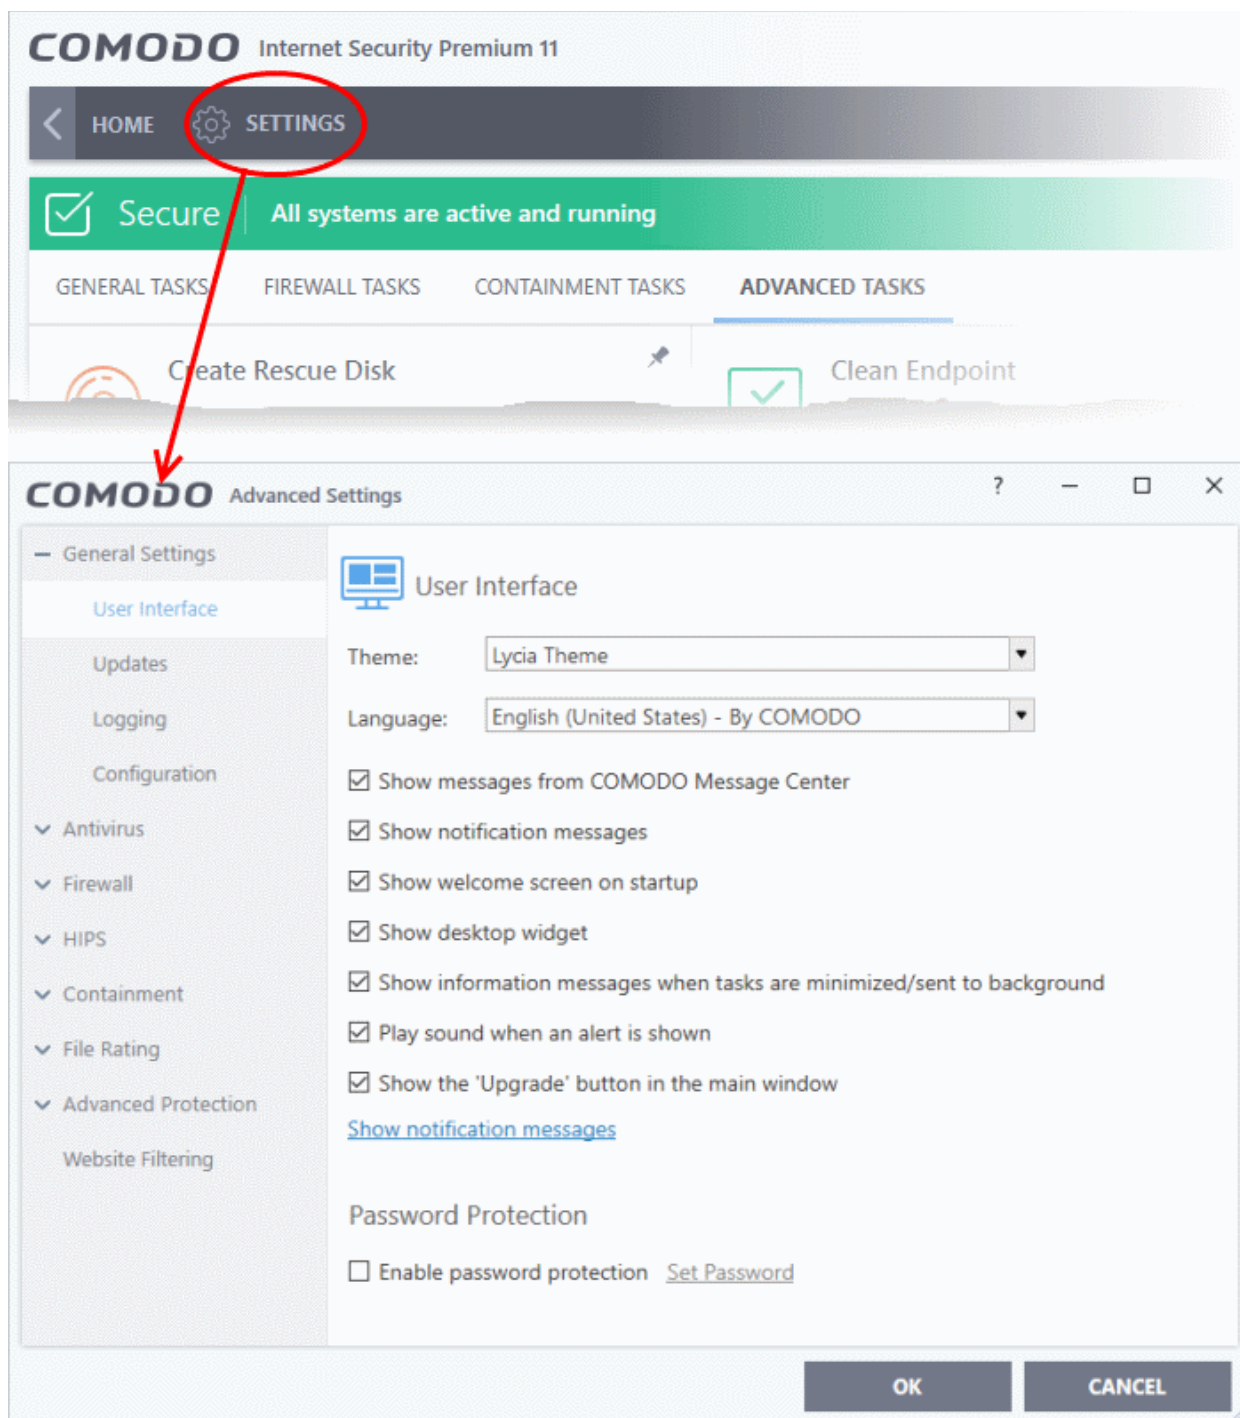 COMODO Internet Security Premium 11
HOME SETTINGS
Secure All systems are active and running
GENERAL TASKS FIREWALL TASKS CONTAINMENT TASKS ADVANCED TASKS
Create Rescue Disk Clean Endpoint
COMODO Advanced Settings ?
General Settings
User Interface
Updates
Logging
Configuration
Antivirus
Firewall
HIPS
Containment
File Rating
Advanced Protection
Website Filtering
User Interface
Theme: Lycia Theme
Language: English (United States) - By COMODO
Show messages from COMODO Message Center
Show notification messages
Show welcome screen on startup
Show desktop widget
Show information messages when tasks are minimized/sent to background
Play sound when an alert is shown
Show the 'Upgrade' button in the main window
Show notification messages
Password Protection
Enable password protection Set Password
OK CANCEL